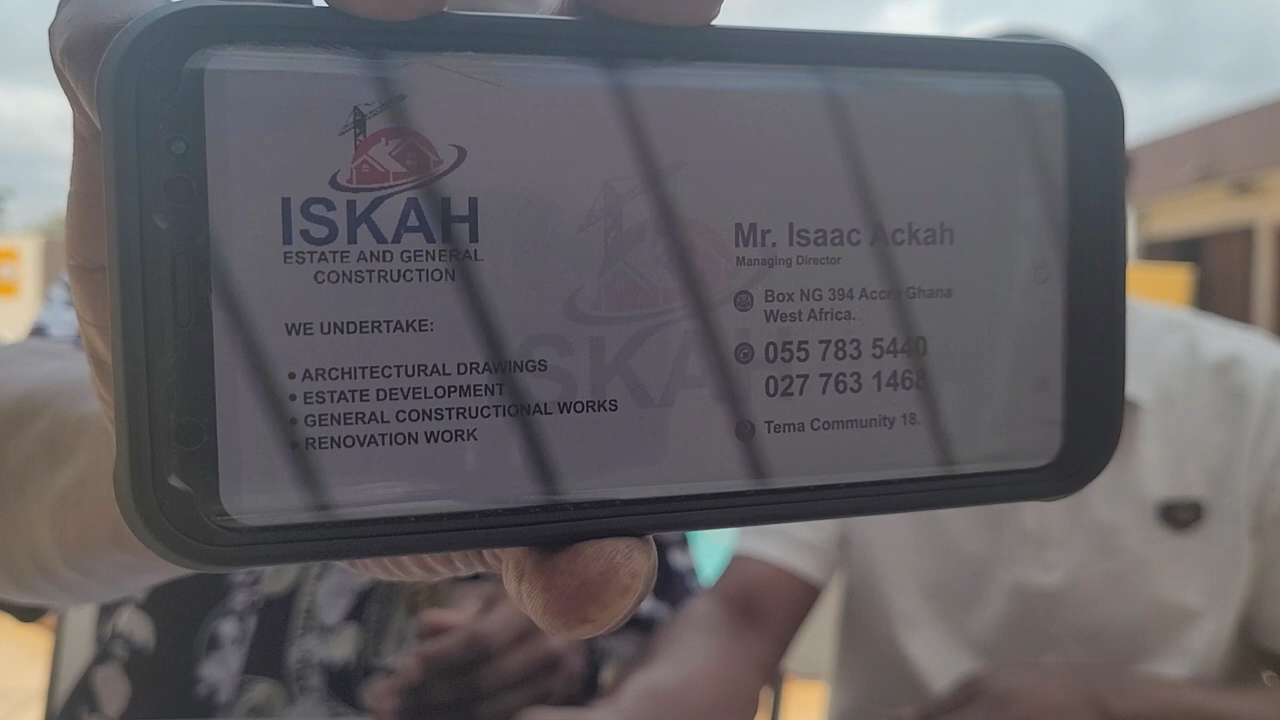 ISKAH
ESTATE AND GENERAL
CONSTRUCTION
WE UNDERTAKE:
• ARCHITECTURAL DRAWINGS
• ESTATE DEVELOPMENT
• GENERAL CONSTRUCTIONAL WORKS
• RENOVATION WORK
ISKAH
Mr. Isaac Ackah
Managing Director
Box NG 394 Accra Ghana
West Africa.
055 783 5440
027 763 1468
Tema Community 18.